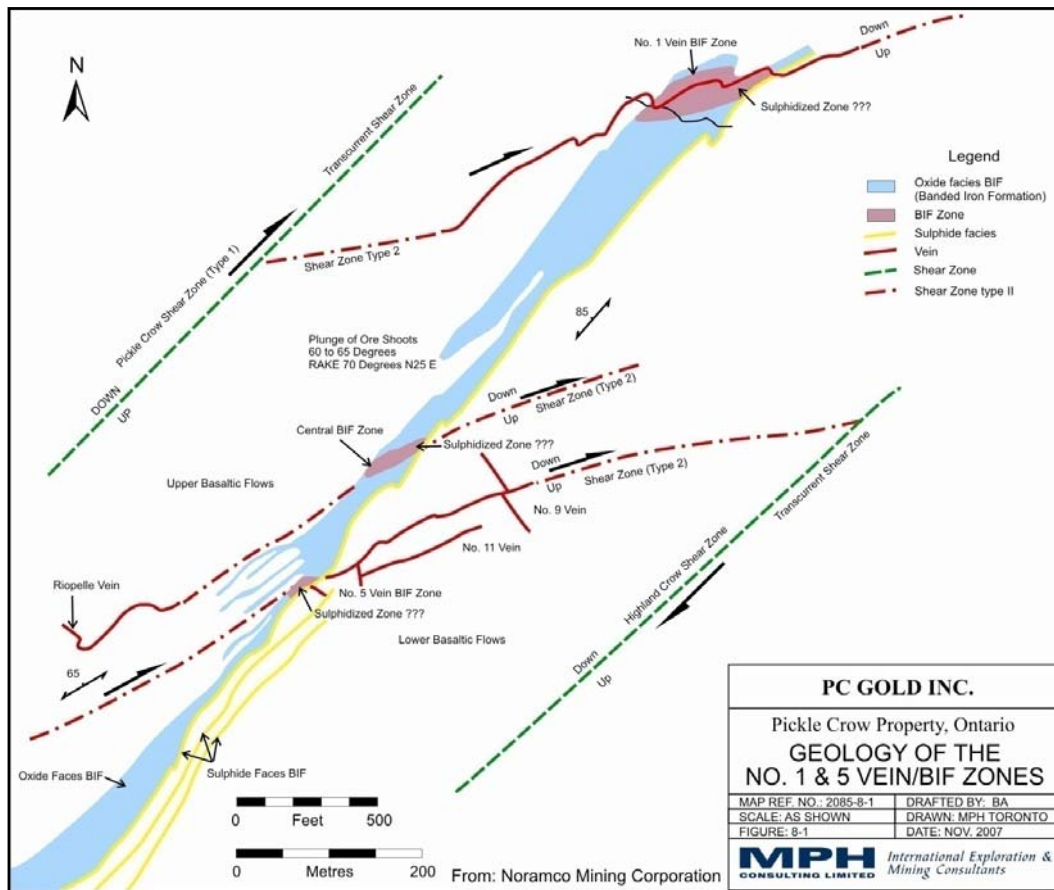 No. 1 Vein BIF Zone
Down
Up
N
Transcurrent Shear Zone
Sulphidized Zone ???
Legend
Oxide facies BIF
(Banded Iron Formation)
BIF Zone
Sulphide facies
Vein
Shear Zone
Shear Zone type II
Pickle Crow Shear Zone (Type 1)
Shear Zone Type 2
DOWN
UP
85
Plunge of Ore Shoots
60 to 65 Degrees
RAKE 70 Degrees N25 E
Down
Up
Shear Zone (Type 2)
Central BIF Zone
Sulphidized Zone ???
Upper Basaltic Flows
Down
Up
Shear Zone (Type 2)
No. 9 Vein
No. 11 Vein
Transcurrent Shear Zone
Highland Crow Shear Zone
Down
Up
Riopelle Vein
No. 5 Vein BIF Zone
Sulphidized Zone ???
Lower Basaltic Flows
65
Oxide Faces BIF
Sulphide Faces BIF
0 Feet 500
0 Metres 200
From: Noramco Mining Corporation
PC GOLD INC.
Pickle Crow Property, Ontario
GEOLOGY OF THE
NO. 1 & 5 VEIN/BIF ZONES
MAP REF. NO.: 2085-8-1 DRAFTED BY: BA
SCALE: AS SHOWN DRAWN: MPH TORONTO
FIGURE: 8-1 DATE: NOV. 2007
MPH
CONSULTING LIMITED
International Exploration &
Mining Consultants